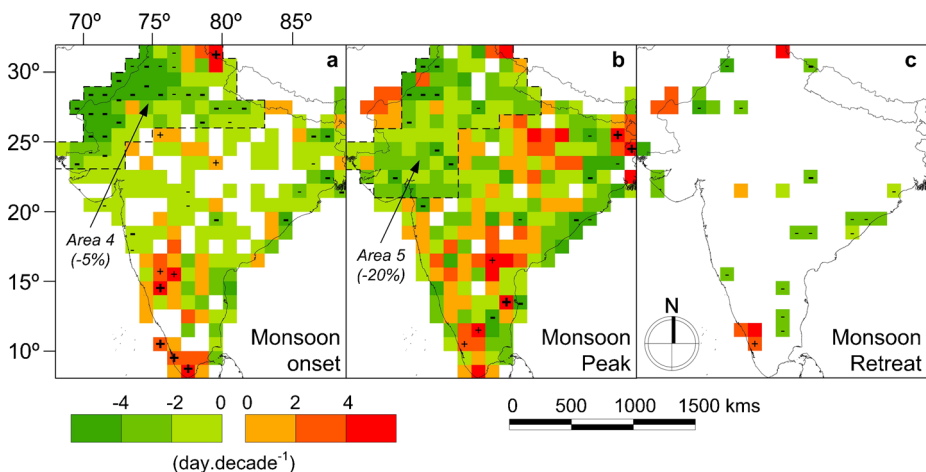 70º 75º 80º 85º
30º
25º
20º
15º
10º
a
b
c
Area 4
(-5%)
Area 5
(-20%)
Monsoon
onset
Monsoon
Peak
N
Monsoon
Retreat
-4 -2 0 0 2 4
(day.decade-1)
0 500 1000 1500 kms